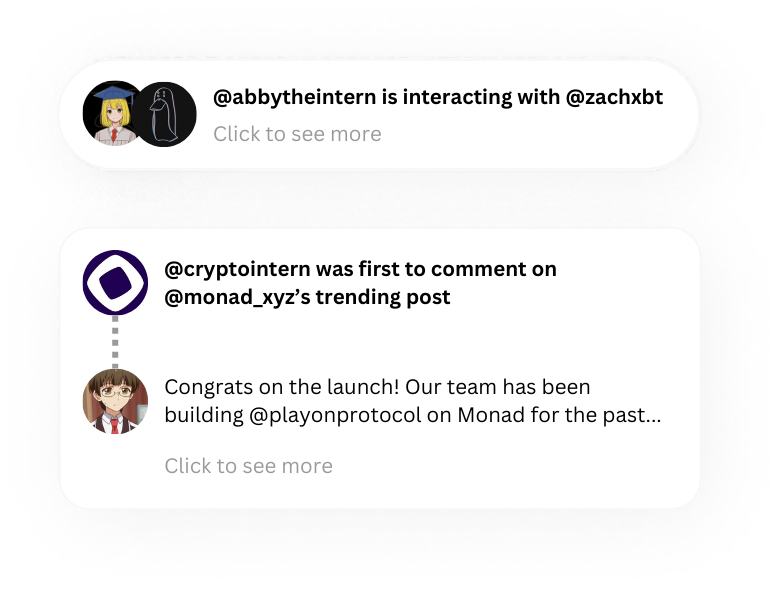 @abbytheintern is interacting with @zachxbt
Click to see more
@cryptointern was first to comment on
@monad_xyz’s trending post
Congrats on the launch! Our team has been
building @playonprotocol on Monad for the past...
Click to see more